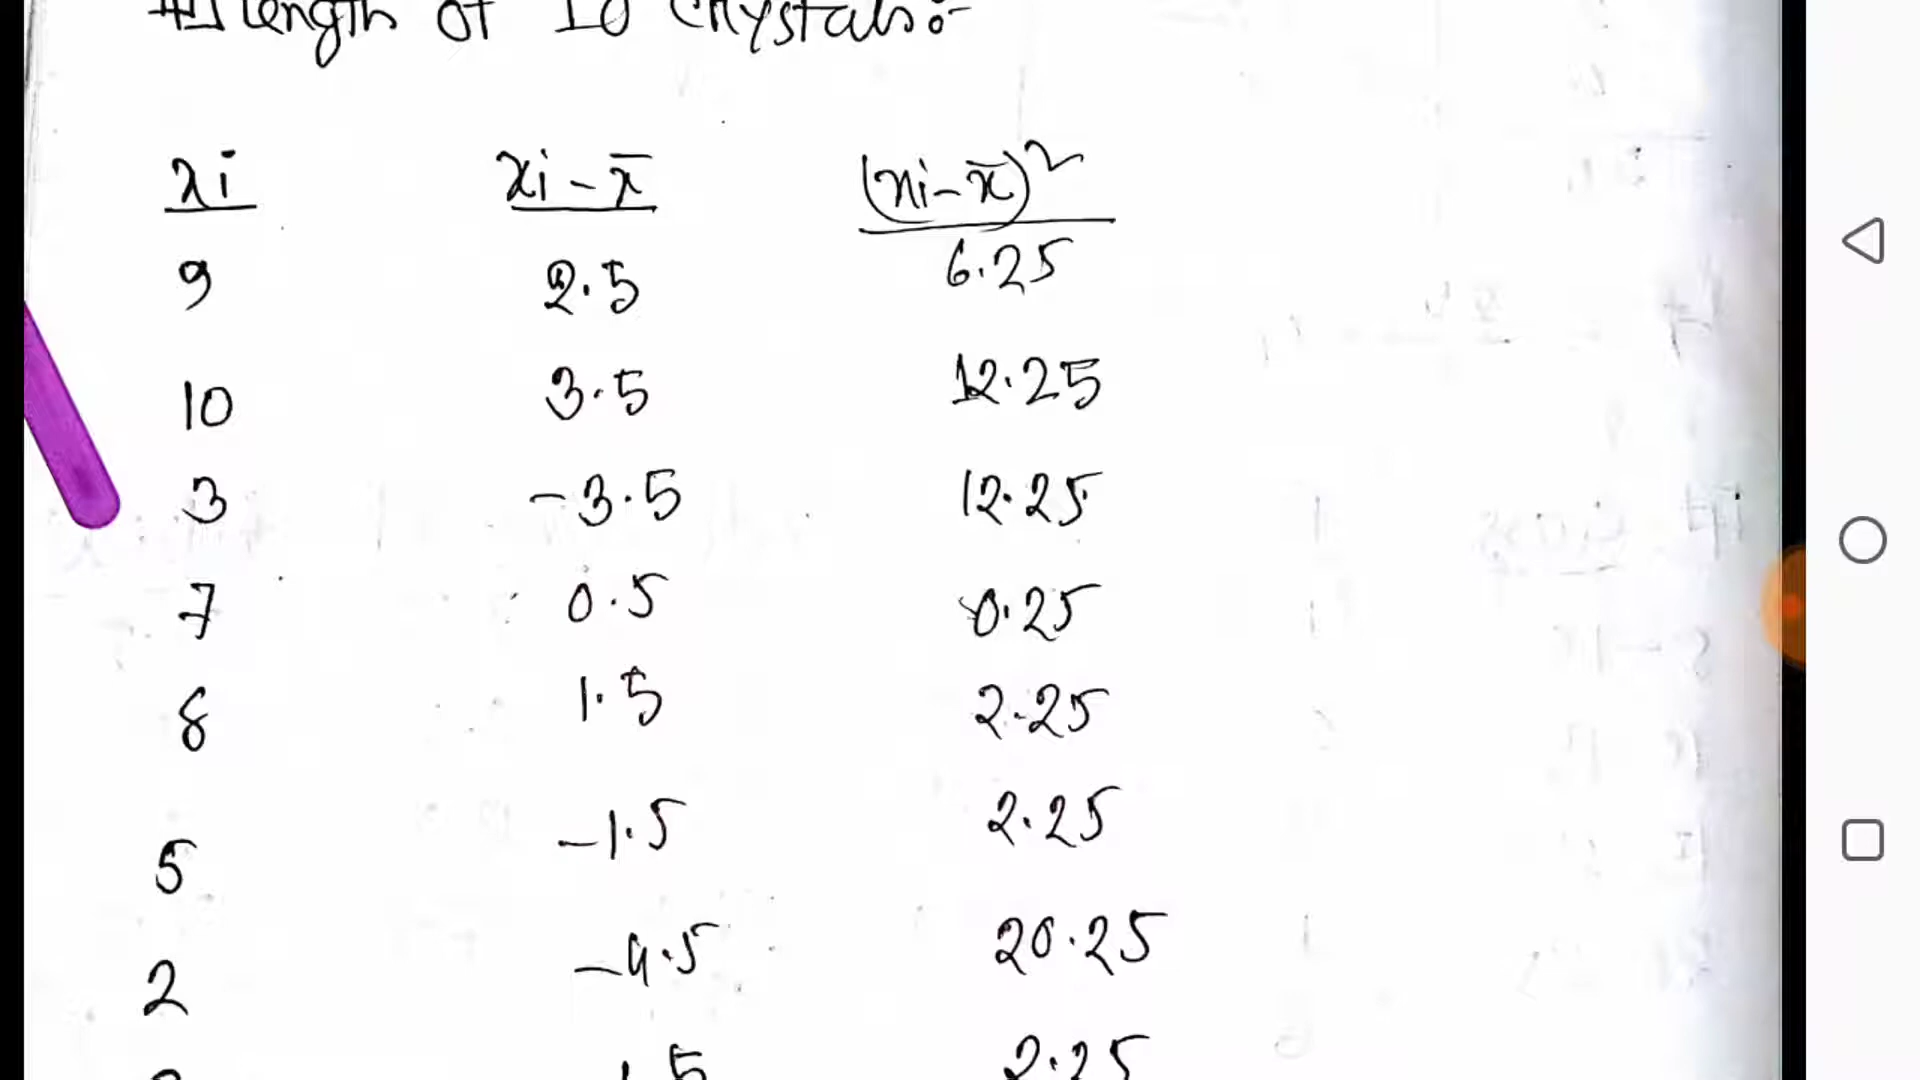 length of 10 Crystals:-
xi xi - x̄ (xi - x̄)²
9 2.5 6.25
10 3.5 12.25
3 -3.5 12.25
7 0.5 0.25
8 1.5 2.25
5 -1.5 2.25
2 -4.5 20.25
2.25